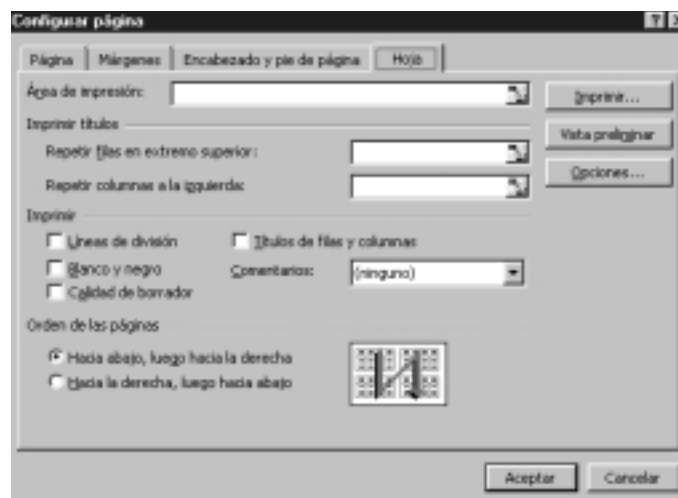 Configurar página
Página Márgenes Encabezado y pie de página Hoja
Área de impresión:
Imprimir...
Imprimir títulos
Vista preliminar
Repetir filas en extremo superior:
Opciones...
Repetir columnas a la izquierda:
Imprimir
Líneas de división
Títulos de filas y columnas
Blanco y negro
Comentarios: (ninguno)
Calidad de borrador
Orden de las páginas
Hacia abajo, luego hacia la derecha
Hacia la derecha, luego hacia abajo
Aceptar Cancelar